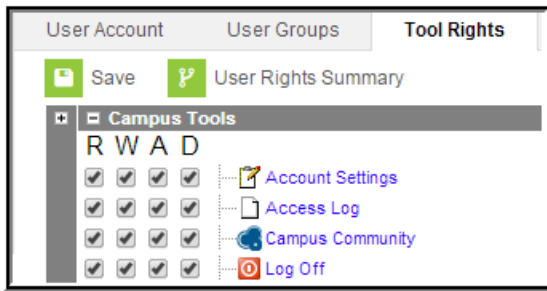 User Account User Groups Tool Rights
Save User Rights Summary
Campus Tools
R W A D
Account Settings
Access Log
Campus Community
Log Off